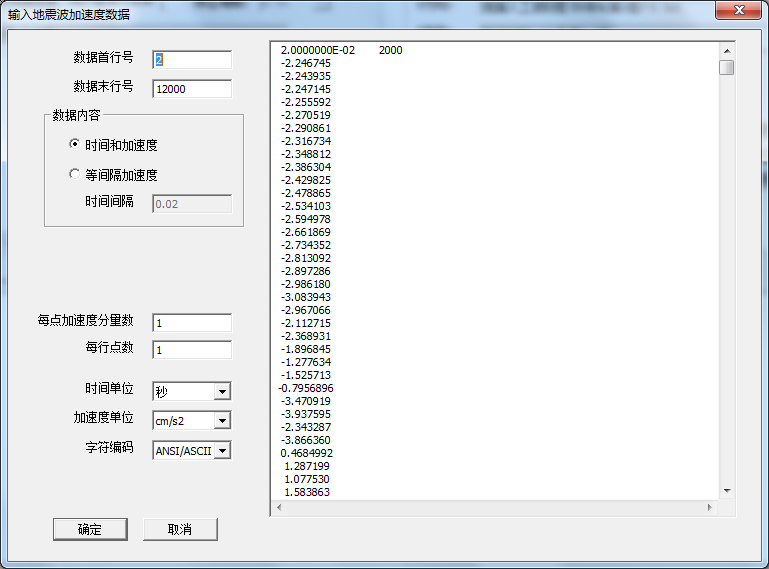 输入地震波加速度数据
数据首行号 2
数据末行号 12000
数据内容
时间和加速度
等间隔加速度
时间间隔 0.02
每点加速度分量数 1
每行点数 1
时间单位 秒
加速度单位 cm/s2
字符编码 ANSI/ASCII
确定 取消
2.0000000E-02 2000
-2.246745
-2.243935
-2.247145
-2.255592
-2.270519
-2.290861
-2.316734
-2.348812
-2.386304
-2.429825
-2.478865
-2.534103
-2.594978
-2.661869
-2.734352
-2.813092
-2.897286
-2.986180
-3.083943
-2.967066
-2.112715
-2.368931
-1.896845
-1.277634
-1.525713
-0.7956896
-3.470919
-3.937595
-2.343287
-3.866360
0.4684992
1.287199
1.077530
1.583863